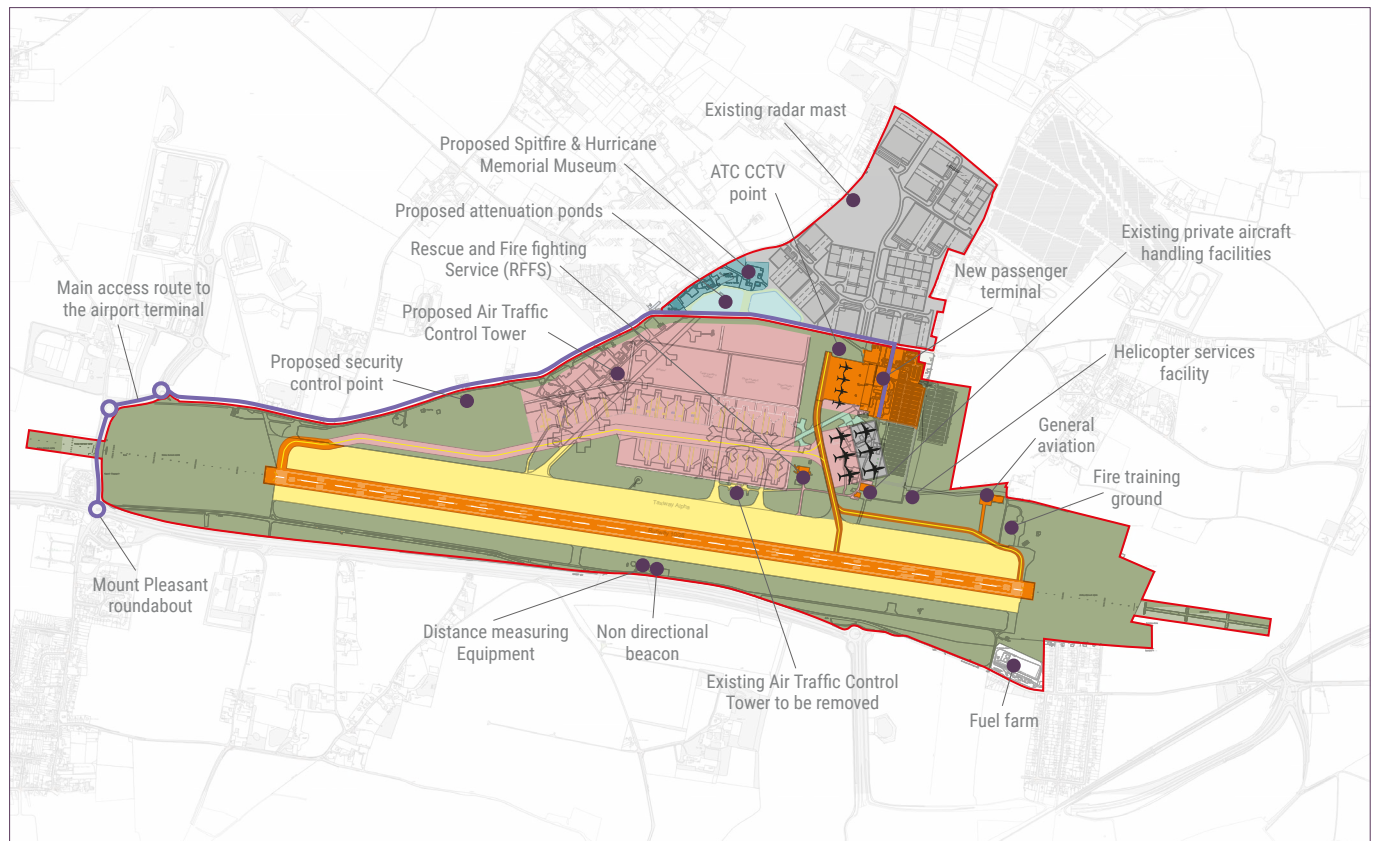 Existing radar mast
Proposed Spitfire & Hurricane
Memorial Museum
ATC CCTV
point
Proposed attenuation ponds
Existing private aircraft
handling facilities
Rescue and Fire fighting
Service (RFFS)
New passenger
terminal
Main access route to
the airport terminal
Proposed Air Traffic
Control Tower
Proposed security
control point
Helicopter services
facility
General
aviation
Fire training
ground
Taxiway Alpha
Mount Pleasant
roundabout
Distance measuring
Equipment
Non directional
beacon
Existing Air Traffic Control
Tower to be removed
Fuel farm